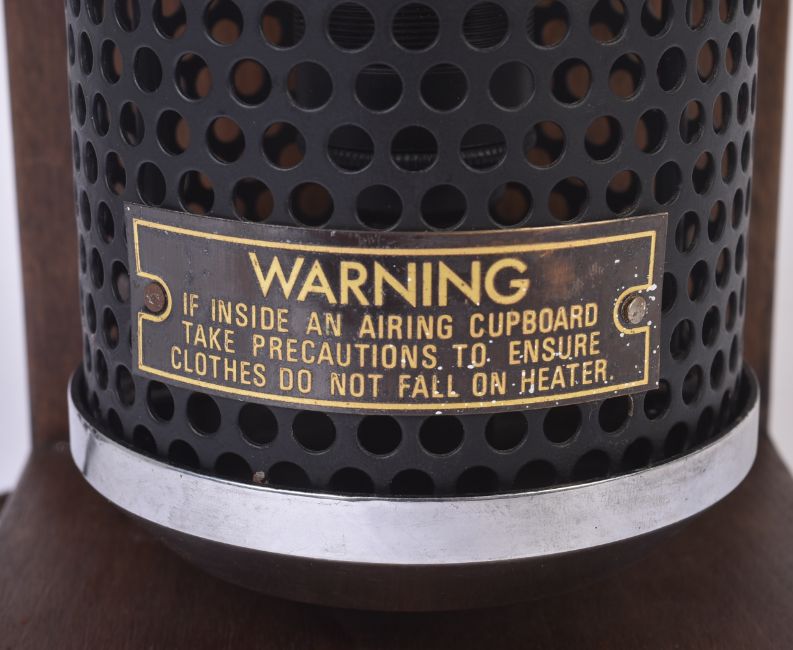 WARNING
IF INSIDE AN AIRING CUPBOARD
TAKE PRECAUTIONS TO ENSURE
CLOTHES DO NOT FALL ON HEATER.